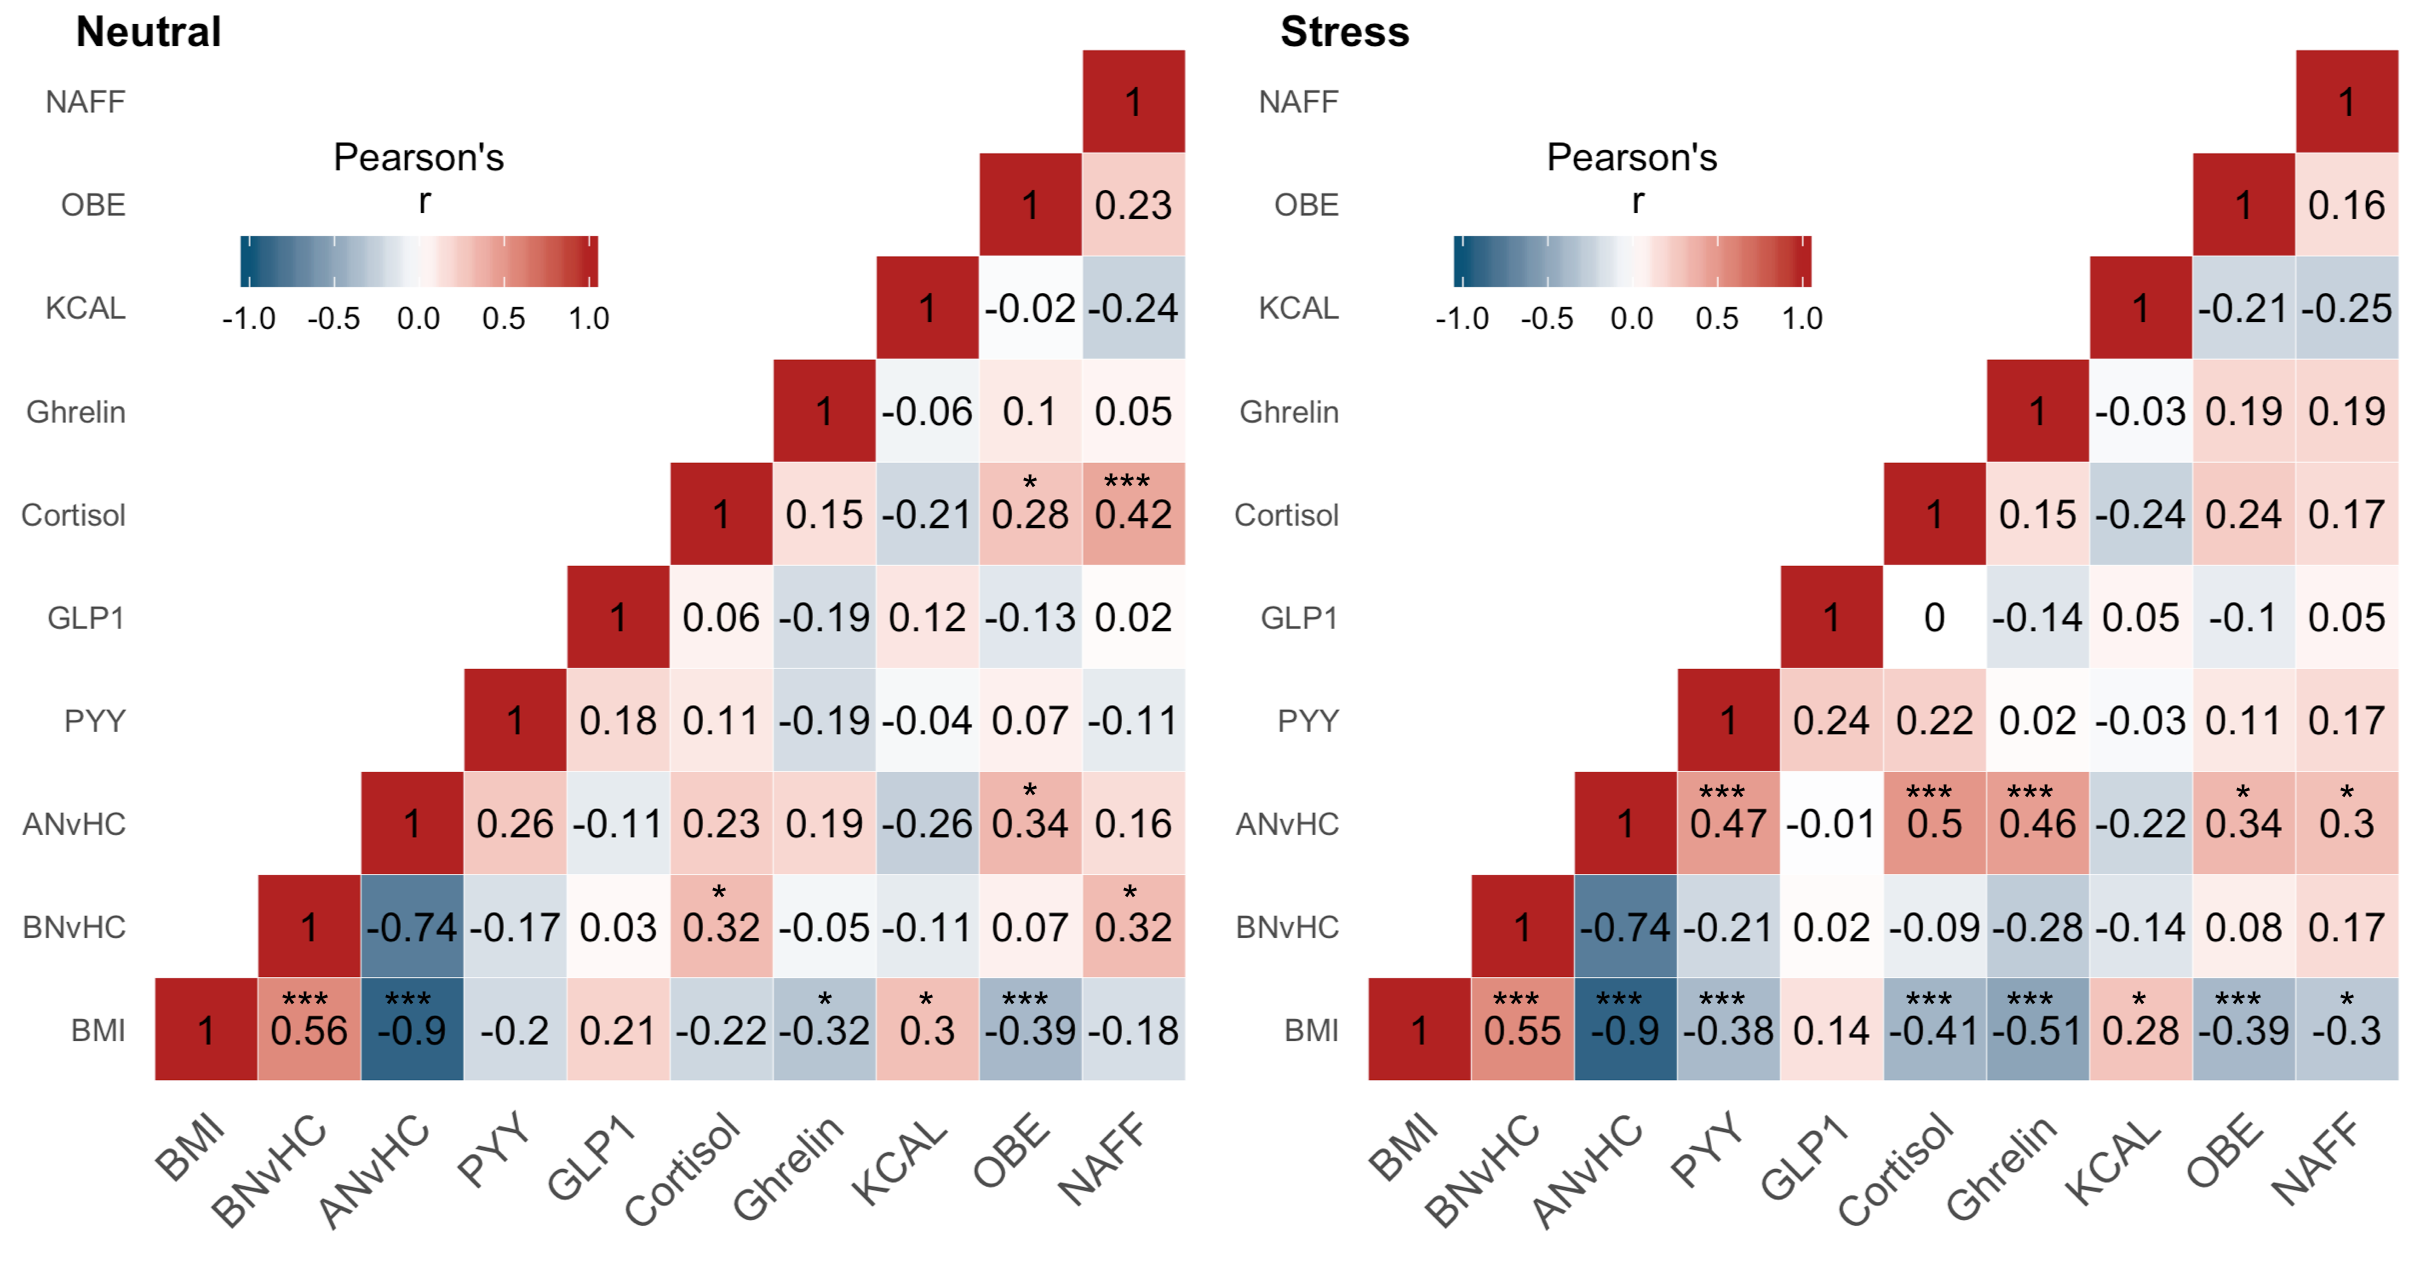 Neutral
NAFF 1
Pearson's
r
-1.0 -0.5 0.0 0.5 1.0
OBE 1 0.23
KCAL 1 -0.02 -0.24
Ghrelin 1 -0.06 0.1 0.05
* ***
Cortisol 1 0.15 -0.21 0.28 0.42
GLP1 1 0.06 -0.19 0.12 -0.13 0.02
PYY 1 0.18 0.11 -0.19 -0.04 0.07 -0.11
*
ANvHC 1 0.26 -0.11 0.23 0.19 -0.26 0.34 0.16
* *
BNvHC 1 -0.74 -0.17 0.03 0.32 -0.05 -0.11 0.07 0.32
*** *** * * ***
BMI 1 0.56 -0.9 -0.2 0.21 -0.22 -0.32 0.3 -0.39 -0.18
BMI BNvHC ANvHC PYY GLP1 Cortisol Ghrelin KCAL OBE NAFF
Stress
NAFF 1
Pearson's
r
-1.0 -0.5 0.0 0.5 1.0
OBE 1 0.16
KCAL 1 -0.21 -0.25
Ghrelin 1 -0.03 0.19 0.19
Cortisol 1 0.15 -0.24 0.24 0.17
GLP1 1 0 -0.14 0.05 -0.1 0.05
PYY 1 0.24 0.22 0.02 -0.03 0.11 0.17
*** *** *** * *
ANvHC 1 0.47 -0.01 0.5 0.46 -0.22 0.34 0.3
BNvHC 1 -0.74 -0.21 0.02 -0.09 -0.28 -0.14 0.08 0.17
*** *** *** *** *** * *** *
BMI 1 0.55 -0.9 -0.38 0.14 -0.41 -0.51 0.28 -0.39 -0.3
BMI BNvHC ANvHC PYY GLP1 Cortisol Ghrelin KCAL OBE NAFF